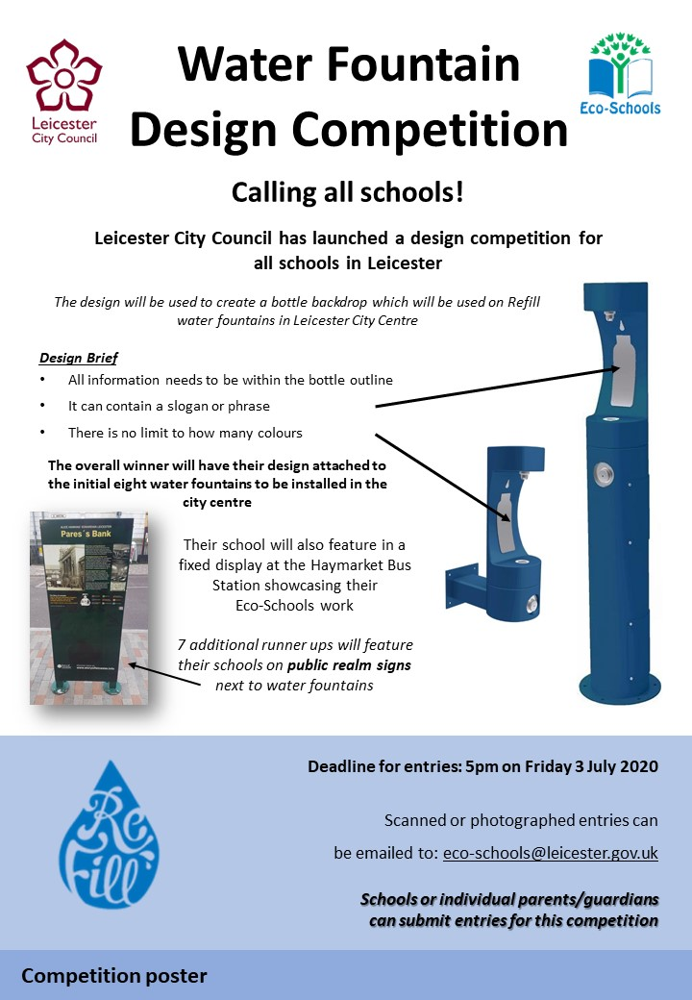 Leicester
City Council
Water Fountain
Design Competition
Eco-Schools
Calling all schools!
Leicester City Council has launched a design competition for
all schools in Leicester
The design will be used to create a bottle backdrop which will be used on Refill
water fountains in Leicester City Centre
Design Brief
• All information needs to be within the bottle outline
• It can contain a slogan or phrase
• There is no limit to how many colours
The overall winner will have their design attached to
the initial eight water fountains to be installed in the
city centre
Pares's Bank
Their school will also feature in a
fixed display at the Haymarket Bus
Station showcasing their
Eco-Schools work
7 additional runner ups will feature
their schools on public realm signs
next to water fountains
Deadline for entries: 5pm on Friday 3 July 2020
Re
Fill
Scanned or photographed entries can
be emailed to: eco-schools@leicester.gov.uk
Schools or individual parents/guardians
can submit entries for this competition
Competition poster